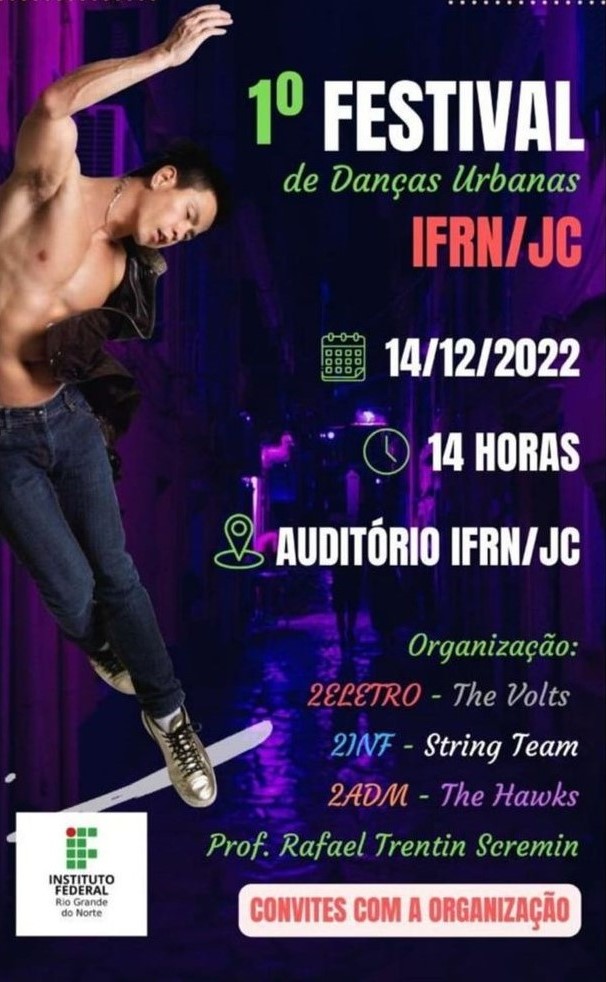 1º FESTIVAL
de Danças Urbanas
IFRN/JC
14/12/2022
14 HORAS
AUDITÓRIO IFRN/JC
Organização:
2ELETRO - The Volts
2INF - String Team
2ADM - The Hawks
Prof. Rafael Trentin Scremin
CONVITES COM A ORGANIZAÇÃO
INSTITUTO
FEDERAL
Rio Grande
do Norte